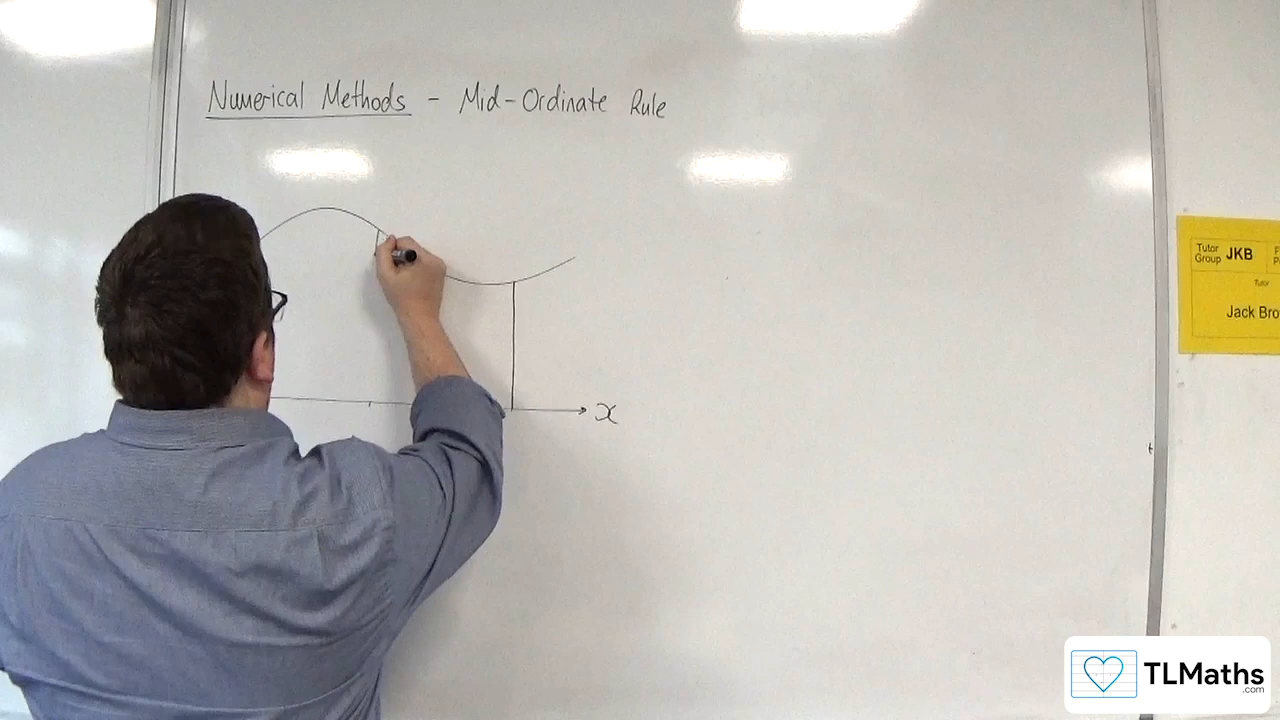 Numerical Methods - Mid-Ordinate Rule
x
Tutor Group JKB
Tutor
Jack Bro
TLMaths
.com